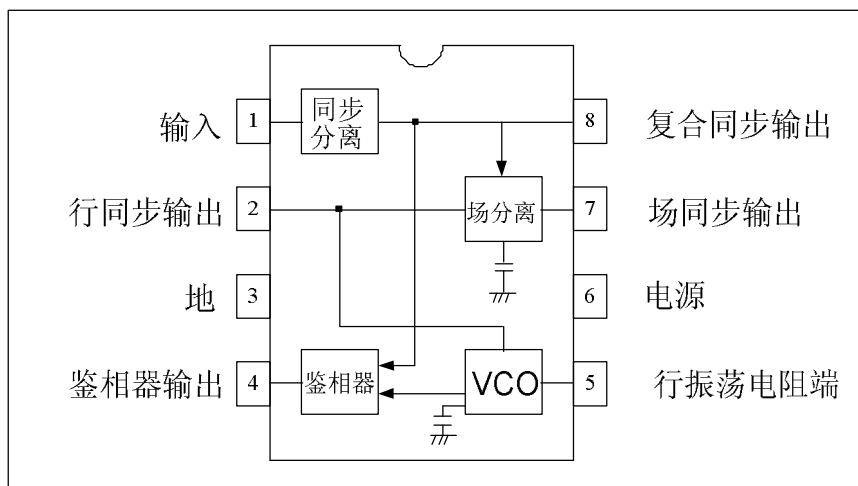 输入 1 同步 8 复合同步输出
分离
行同步输出 2 场分离 7 场同步输出
地 3 6 电源
鉴相器输出 4 鉴相器 VCO 5 行振荡电阻端